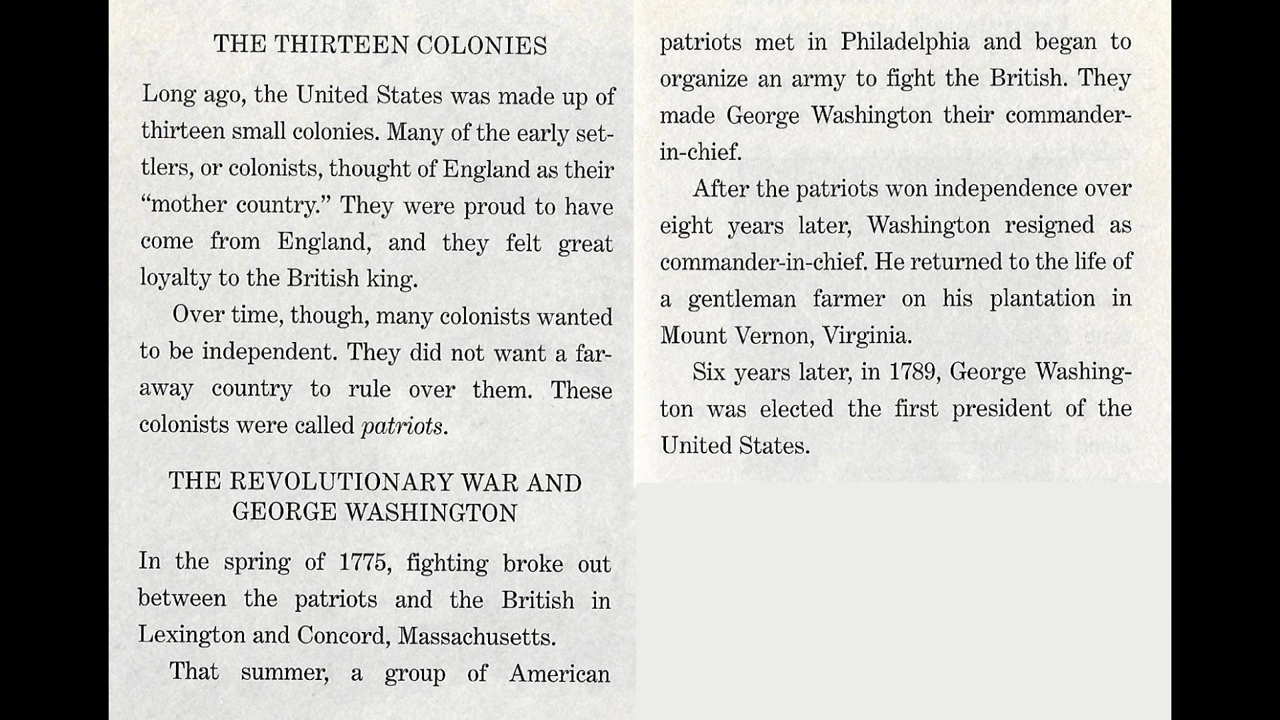 THE THIRTEEN COLONIES
Long ago, the United States was made up of
thirteen small colonies. Many of the early set-
tlers, or colonists, thought of England as their
“mother country.” They were proud to have
come from England, and they felt great
loyalty to the British king.
Over time, though, many colonists wanted
to be independent. They did not want a far-
away country to rule over them. These
colonists were called patriots.
THE REVOLUTIONARY WAR AND
GEORGE WASHINGTON
In the spring of 1775, fighting broke out
between the patriots and the British in
Lexington and Concord, Massachusetts.
That summer, a group of American
patriots met in Philadelphia and began to
organize an army to fight the British. They
made George Washington their commander-
in-chief.
After the patriots won independence over
eight years later, Washington resigned as
commander-in-chief. He returned to the life of
a gentleman farmer on his plantation in
Mount Vernon, Virginia.
Six years later, in 1789, George Washing-
ton was elected the first president of the
United States.